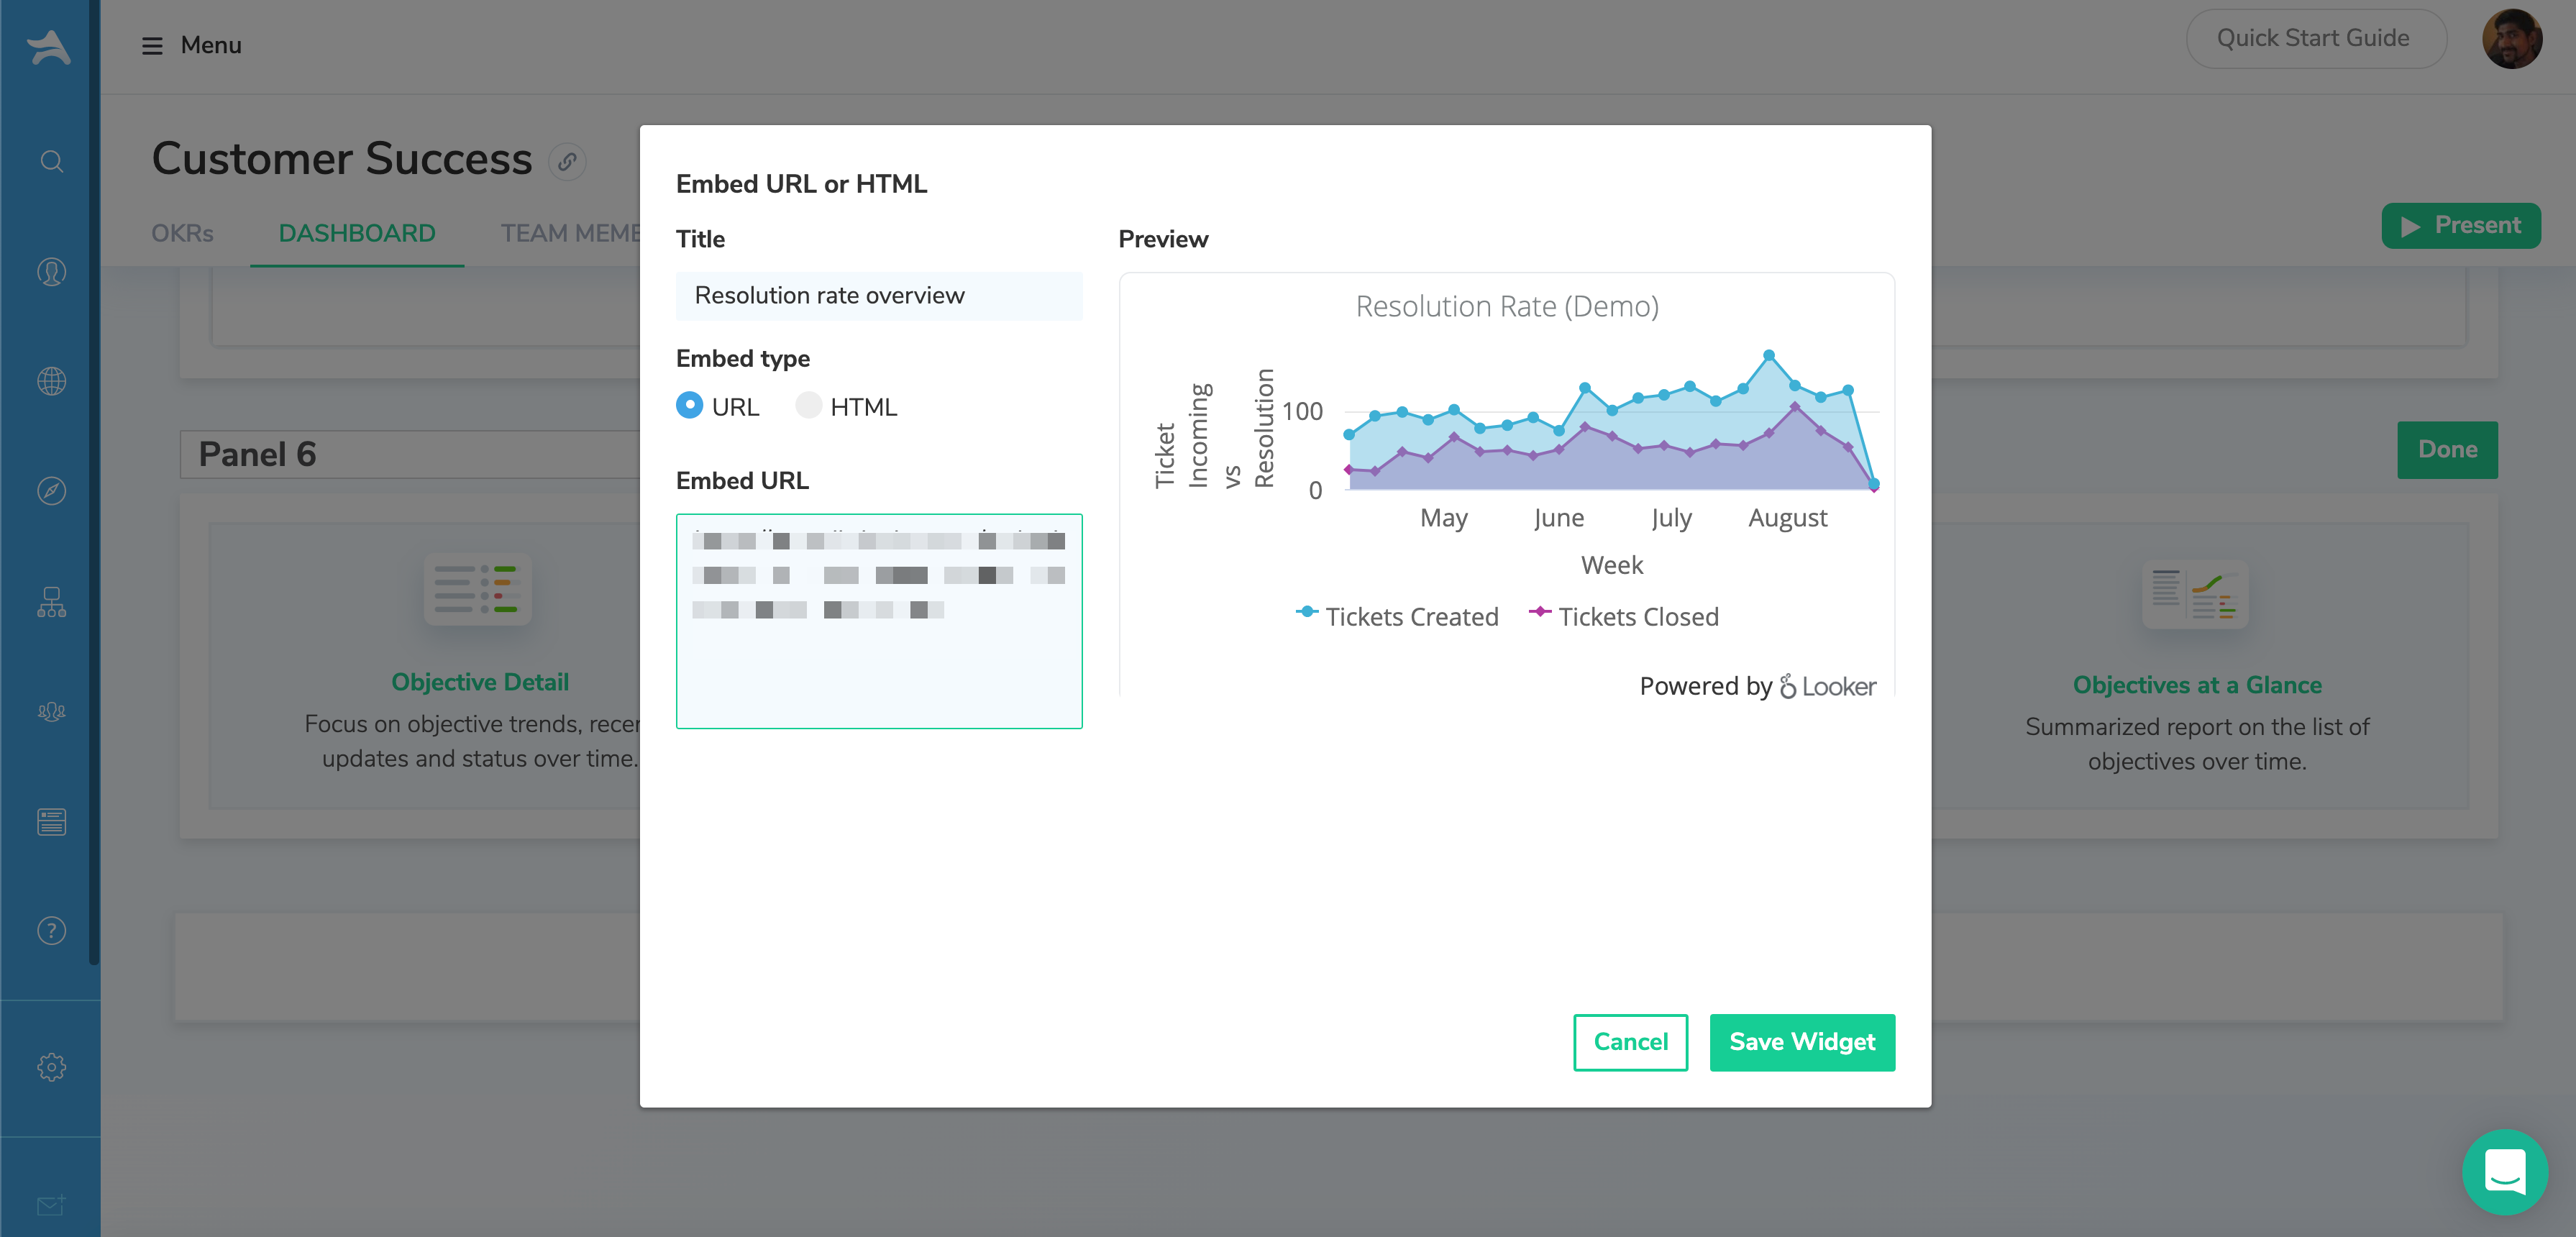 Menu
Quick Start Guide
Customer Success
OKRs
DASHBOARD
TEAM MEME
Present
Panel 6
Done
Objective Detail
Focus on objective trends, recer
updates and status over time.
Embed URL or HTML
Title
Resolution rate overview
Embed type
URL
HTML
Embed URL
Preview
Resolution Rate (Demo)
Ticket
Incoming
vs
Resolution
100
0
May
June
July
August
Week
Tickets Created
Tickets Closed
Powered by Looker
Cancel
Save Widget
Objectives at a Glance
Summarized report on the list of
objectives over time.
?